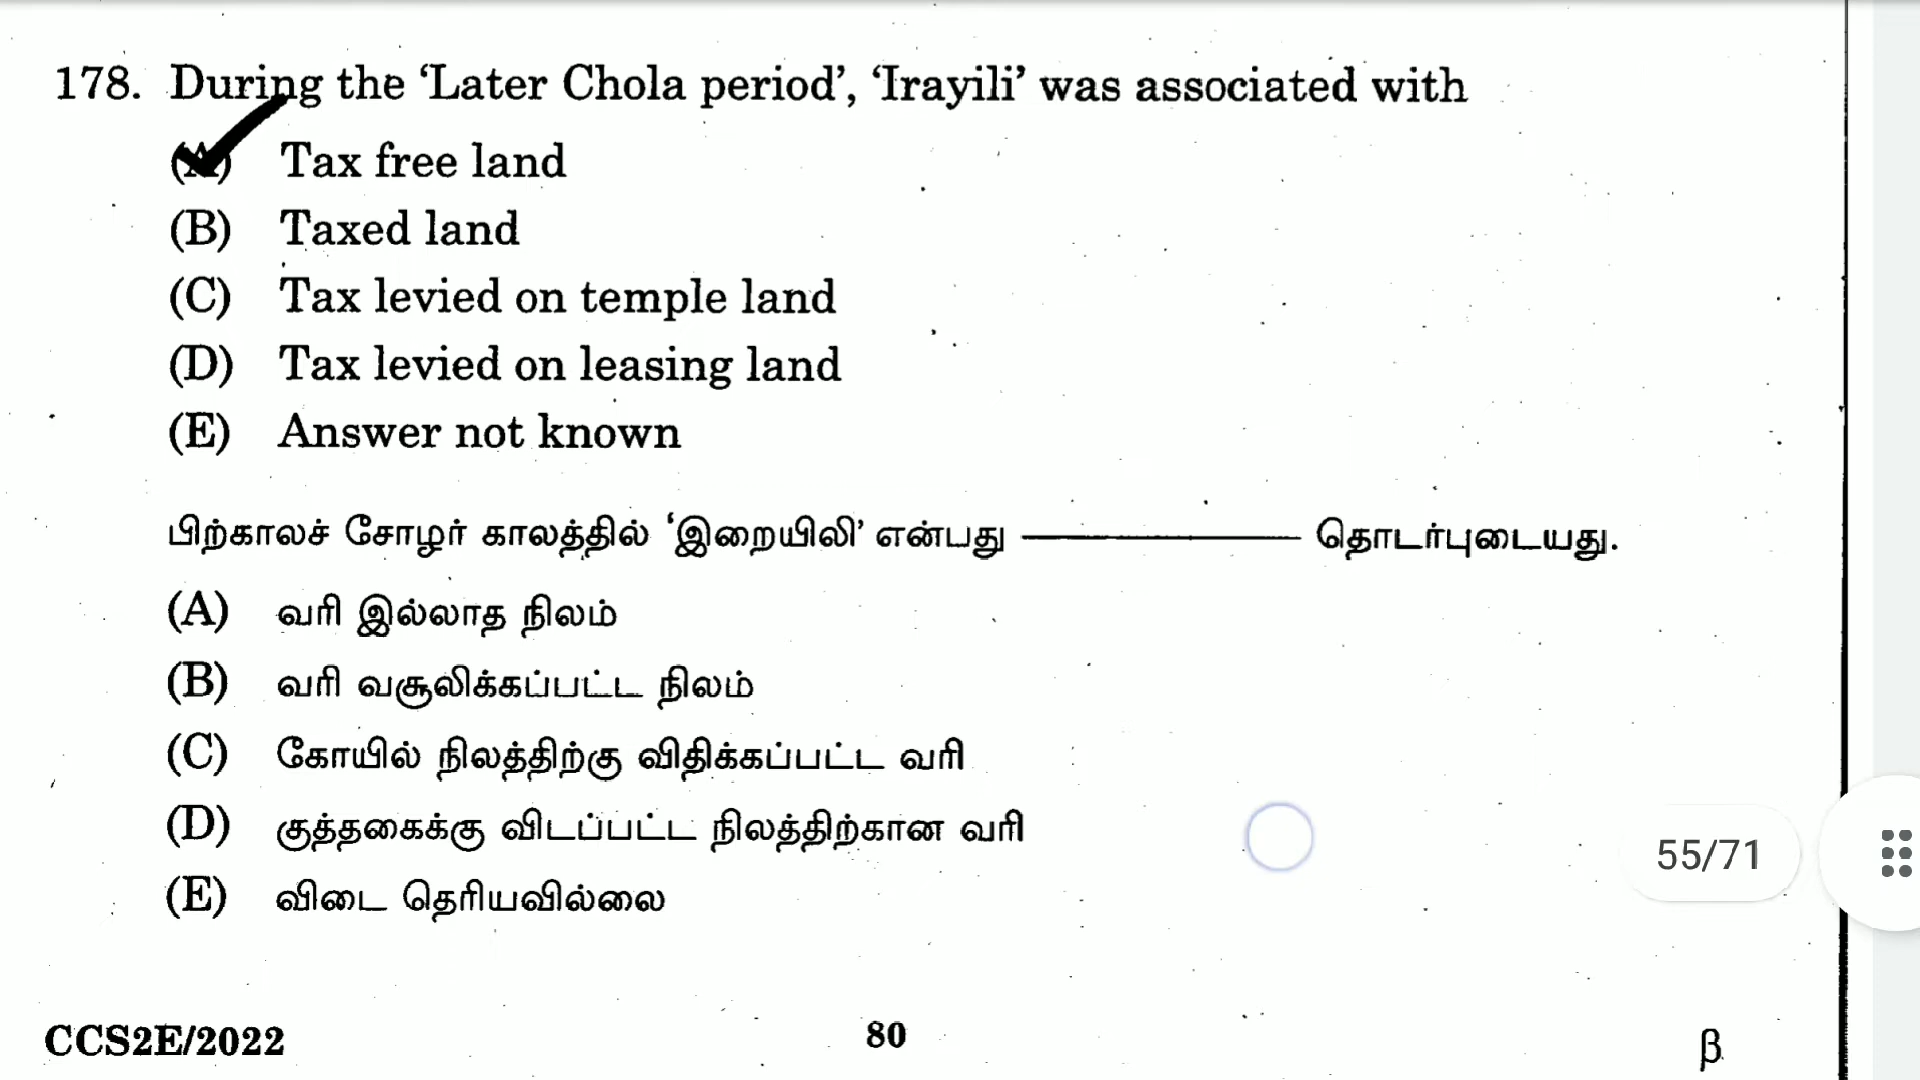 178. During the ‘Later Chola period’, ‘Irayili’ was associated with
(A) Tax free land
(B) Taxed land
(C) Tax levied on temple land
(D) Tax levied on leasing land
(E) Answer not known
பிற்காலச் சோழர் காலத்தில் ‘இறையிலி’ என்பது ———— தொடர்புடையது.
(A) வரி இல்லாத நிலம்
(B) வரி வசூலிக்கப்பட்ட நிலம்
(C) கோயில் நிலத்திற்கு விதிக்கப்பட்ட வரி
(D) குத்தகைக்கு விடப்பட்ட நிலத்திற்கான வரி
(E) விடை தெரியவில்லை
55/71
CCS2E/2022 80 β